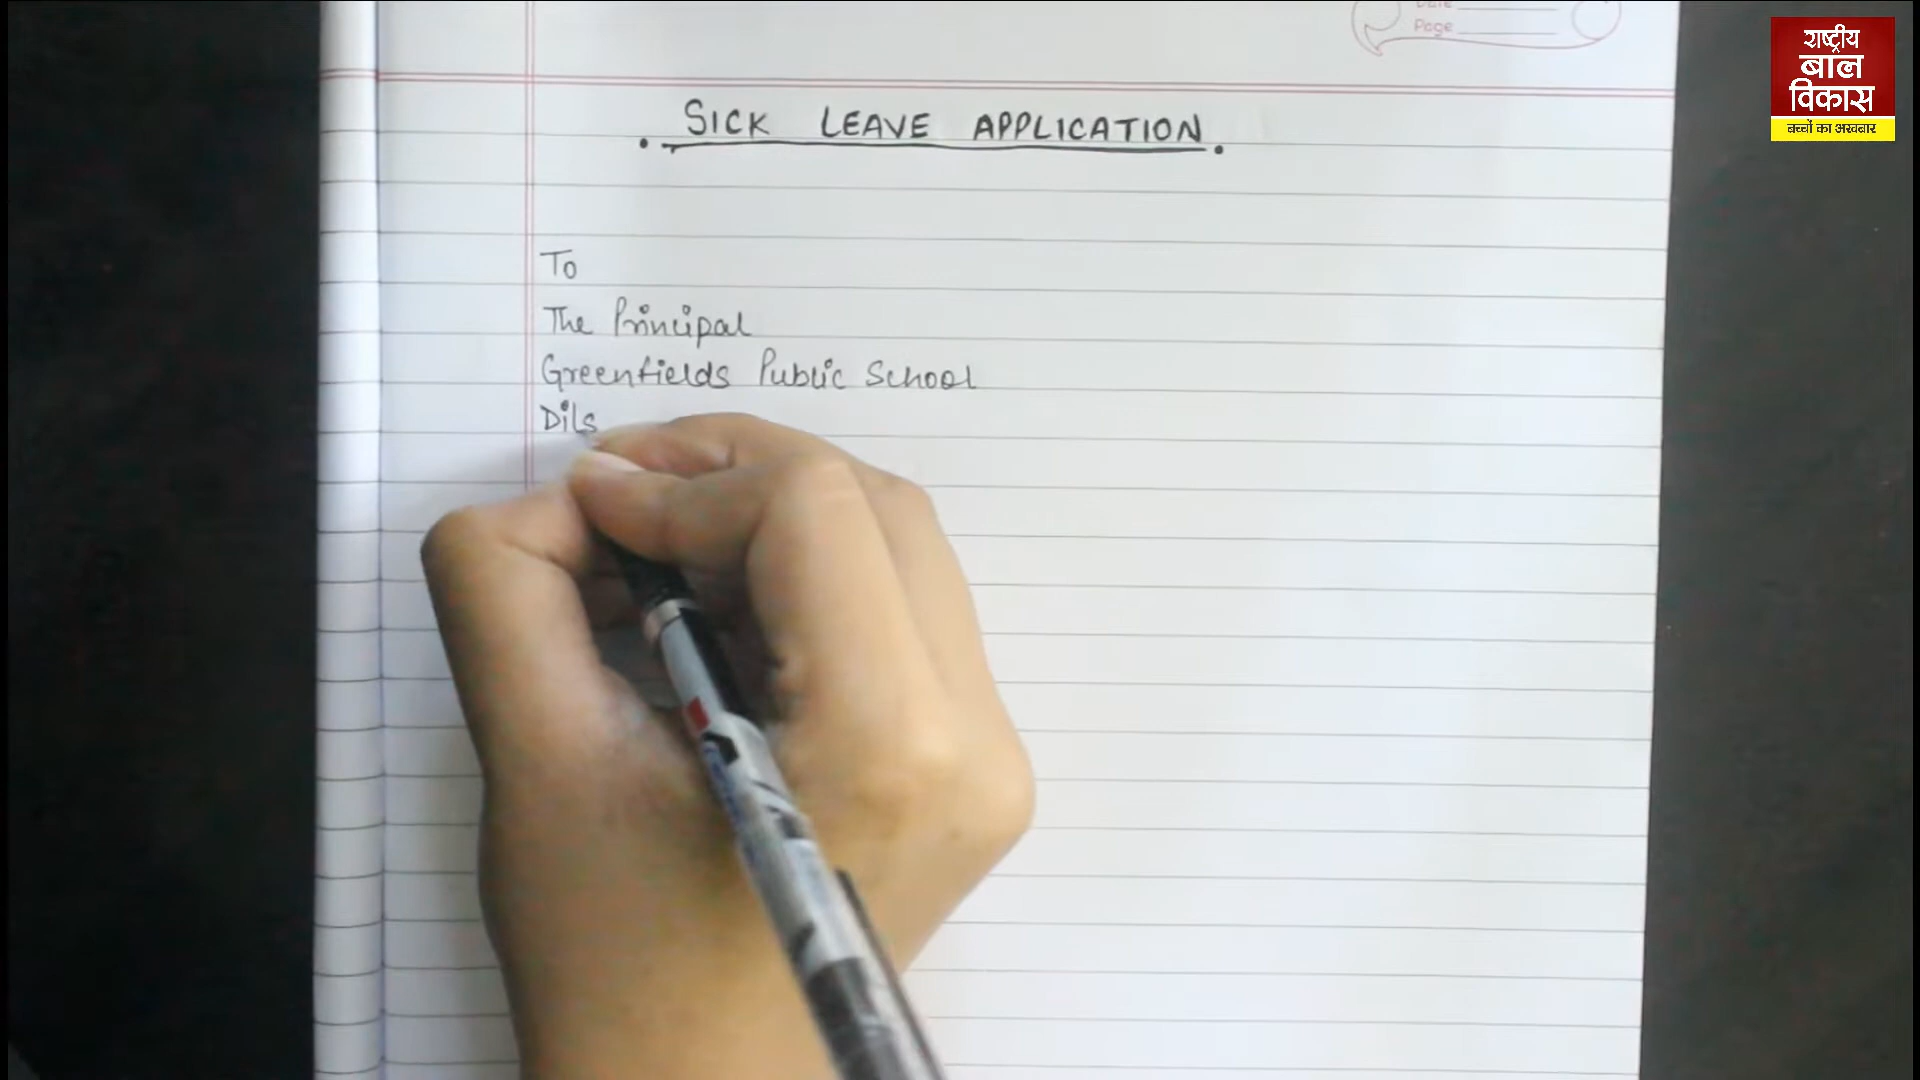 Date
Page
राष्ट्रीय
बाल
विकास
बच्चों का अखबार
. SICK LEAVE APPLICATION .
To
The Principal
Greenfields Public School
Dils